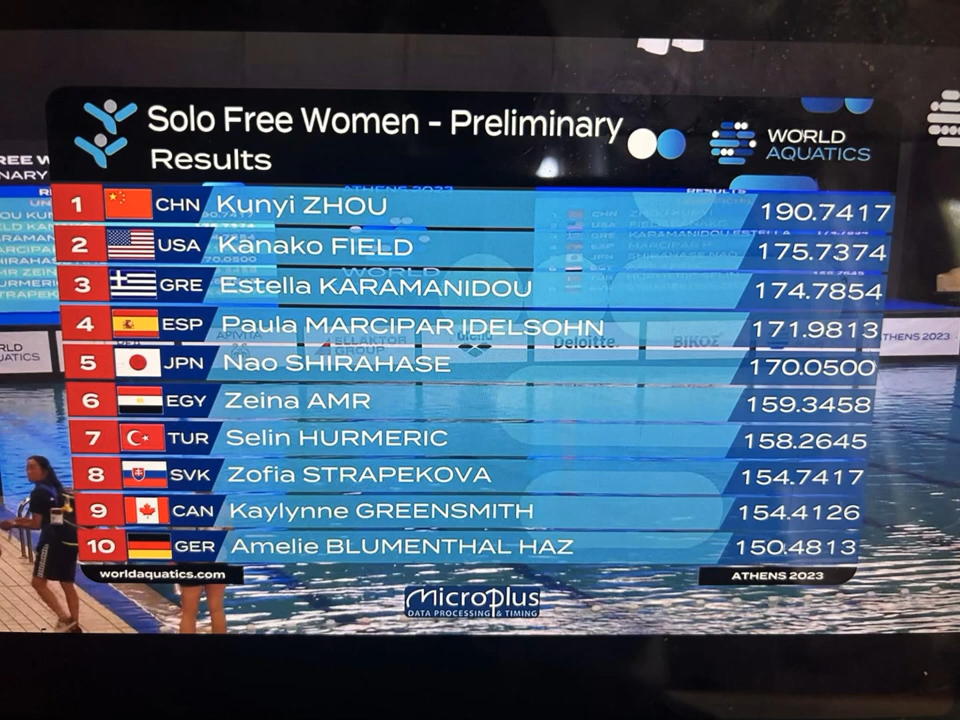 Solo Free Women - Preliminary
Results
WORLD
AQUATICS
1 CHN Kunyi ZHOU 190.7417
2 USA Kanako FIELD 175.7374
3 GRE Estella KARAMANIDOU 174.7854
4 ESP Paula MARCIPAR IDELSOHN 171.9813
5 JPN Nao SHIRAHASE 170.0500
6 EGY Zeina AMR 159.3458
7 TUR Selin HURMERIC 158.2645
8 SVK Zofia STRAPEKOVA 154.7417
9 CAN Kaylynne GREENSMITH 154.4126
10 GER Amelie BLUMENTHAL HAZ 150.4813
worldaquatics.com
ATHENS 2023
Microplus
DATA PROCESSING & TIMING
Deloitte.
ΒΙΚΟΣ
THENS 2023